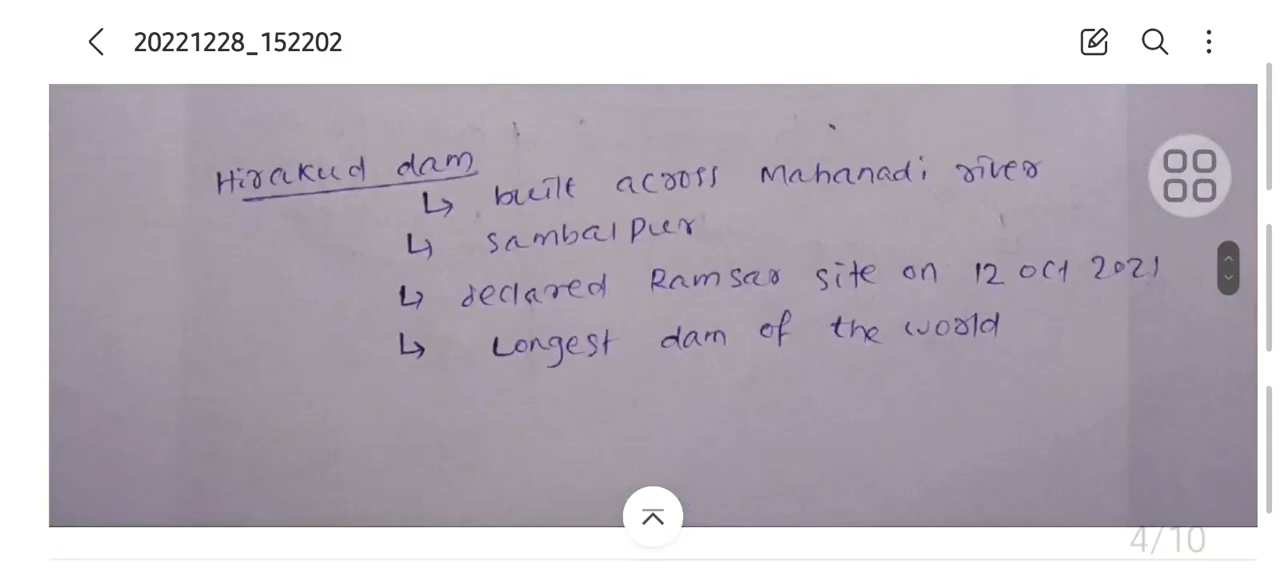 20221228_152202
Hirakud dam
↳ built across Mahanadi river
↳ sambalpur
↳ declared Ramsar site on 12 oct 2021
↳ Longest dam of the world
4/10